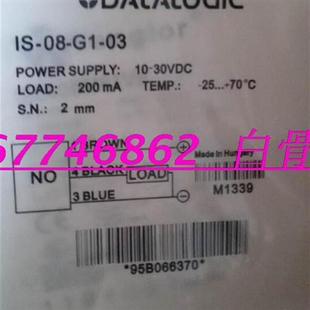 DATALOGIC
IS-08-G1-03
POWER SUPPLY: 10-30VDC
LOAD: 200 mA TEMP.: -25...+70°C
S.N.: 2 mm
67746862 白骨
BROWN +
Made in Hungary
NO 4 BLACK LOAD
3 BLUE -
M1339
*95B066370*